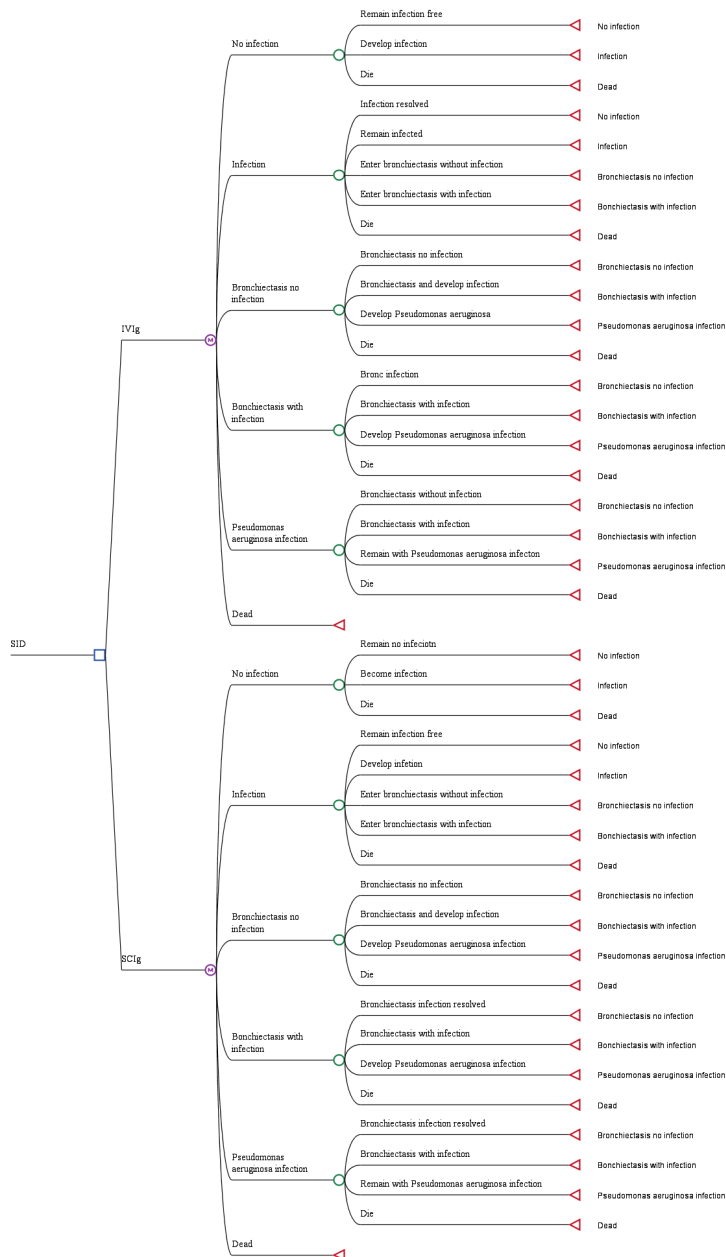 Remain infection free
No infection
No infection
Develop infection
Infection
Die
Dead
Infection resolved
No infection
Remain infected
Infection
Infection
Enter bronchiectasis without infection
Bronchiectasis no infection
Enter bronchiectasis with infection
Bonchiectasis with infection
Die
Dead
Bronchiectasis no infection
Bronchiectasis no infection
Bronchiectasis no
infection
Bronchiectasis and develop infection
Bonchiectasis with infection
Develop Pseudomonas aeruginosa
Pseudomonas aeruginosa infection
IVIg
M
Die
Dead
Bronc infection
Bronchiectasis no infection
Bonchiectasis with
infection
Bronchiectasis with infection
Bonchiectasis with infection
Develop Pseudomonas aeruginosa infection
Pseudomonas aeruginosa infection
Die
Dead
Bronchiectasis without infection
Bronchiectasis no infection
Pseudomonas
aeruginosa infection
Bronchiectasis with infection
Bonchiectasis with infection
Remain with Pseudomonas aeruginosa infecton
Pseudomonas aeruginosa infection
Die
Dead
Dead
SID
Remain no infeciotn
No infection
No infection
Become infection
Infection
Die
Dead
Remain infection free
No infection
Develop infetion
Infection
Infection
Enter bronchiectasis without infection
Bronchiectasis no infection
Enter bronchiectasis with infection
Bonchiectasis with infection
Die
Dead
Bronchiectasis no infection
Bronchiectasis no infection
Bronchiectasis no
infection
Bronchiectasis and develop infection
Bonchiectasis with infection
Develop Pseudomonas aeruginosa infection
Pseudomonas aeruginosa infection
SCIg
M
Die
Dead
Bronchiectasis infection resolved
Bronchiectasis no infection
Bonchiectasis with
infection
Bronchiectasis with infection
Bonchiectasis with infection
Develop Pseudomonas aeruginosa infection
Pseudomonas aeruginosa infection
Die
Dead
Bronchiectasis infection resolved
Bronchiectasis no infection
Pseudomonas
aeruginosa infection
Bronchiectasis with infection
Bonchiectasis with infection
Remain with Pseudomonas aeruginosa infection
Pseudomonas aeruginosa infection
Die
Dead
Dead